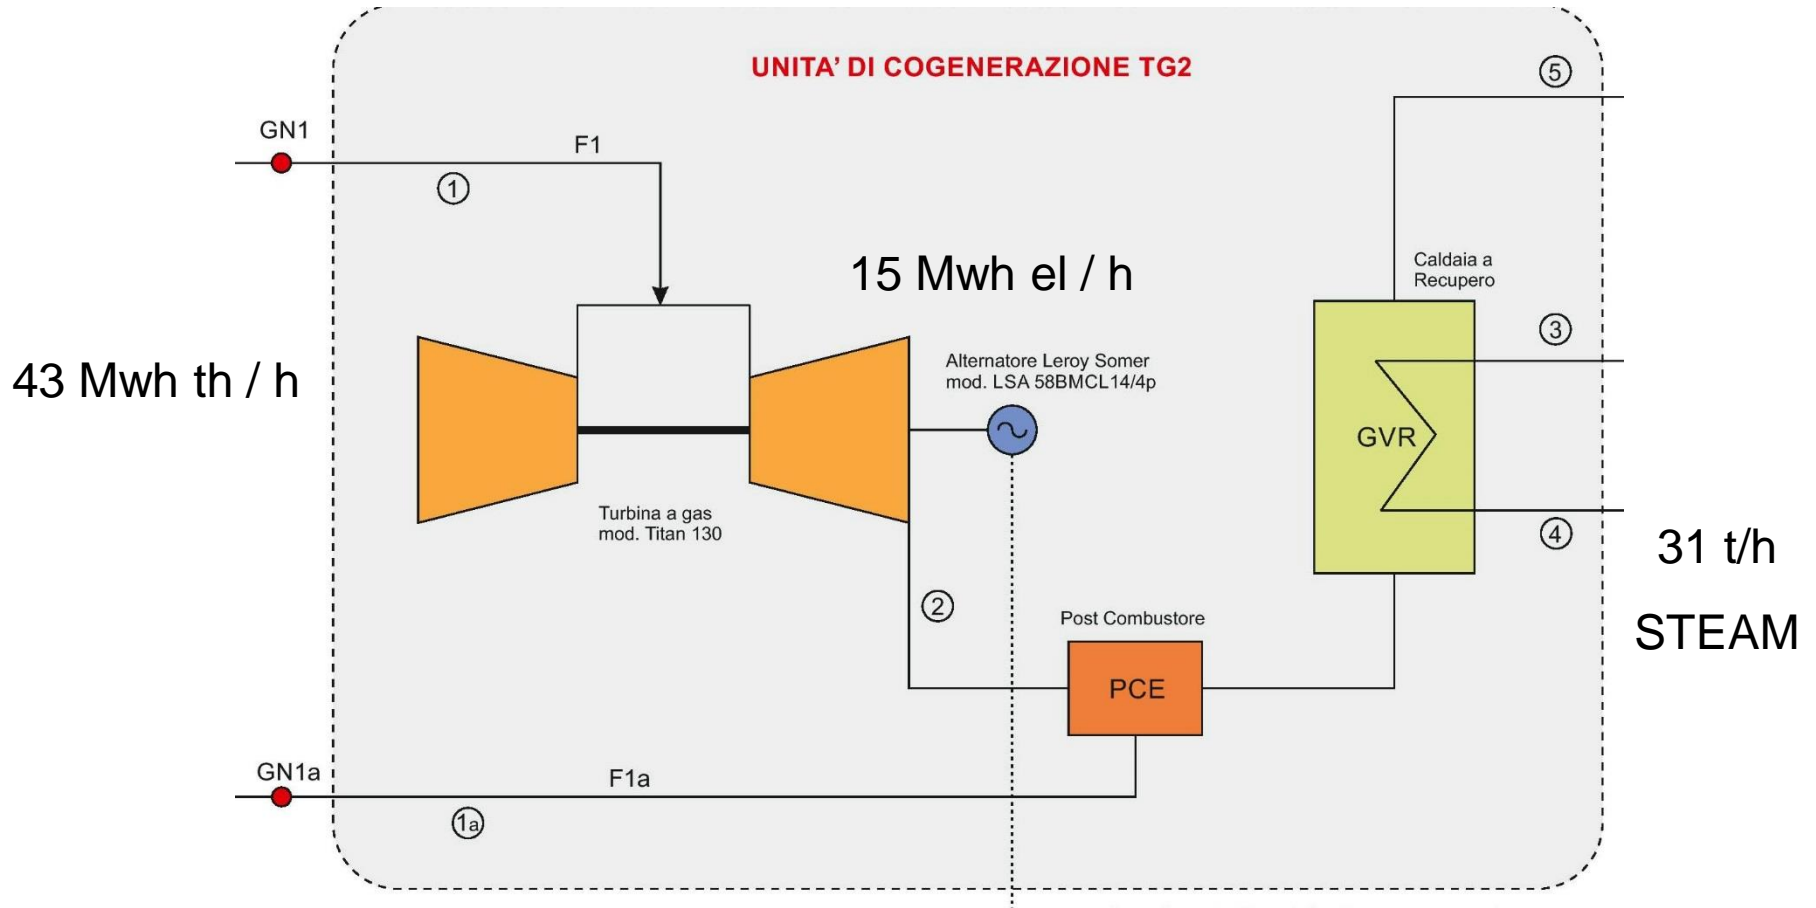 UNITA' DI COGENERAZIONE TG2
5
GN1
F1
1
15 Mwh el / h
Caldaia a
Recupero
3
43 Mwh th / h
Alternatore Leroy Somer
mod. LSA 58BMCL14/4p
GVR
Turbina a gas
mod. Titan 130
4
31 t/h
STEAM
2
Post Combustore
PCE
GN1a
F1a
1a